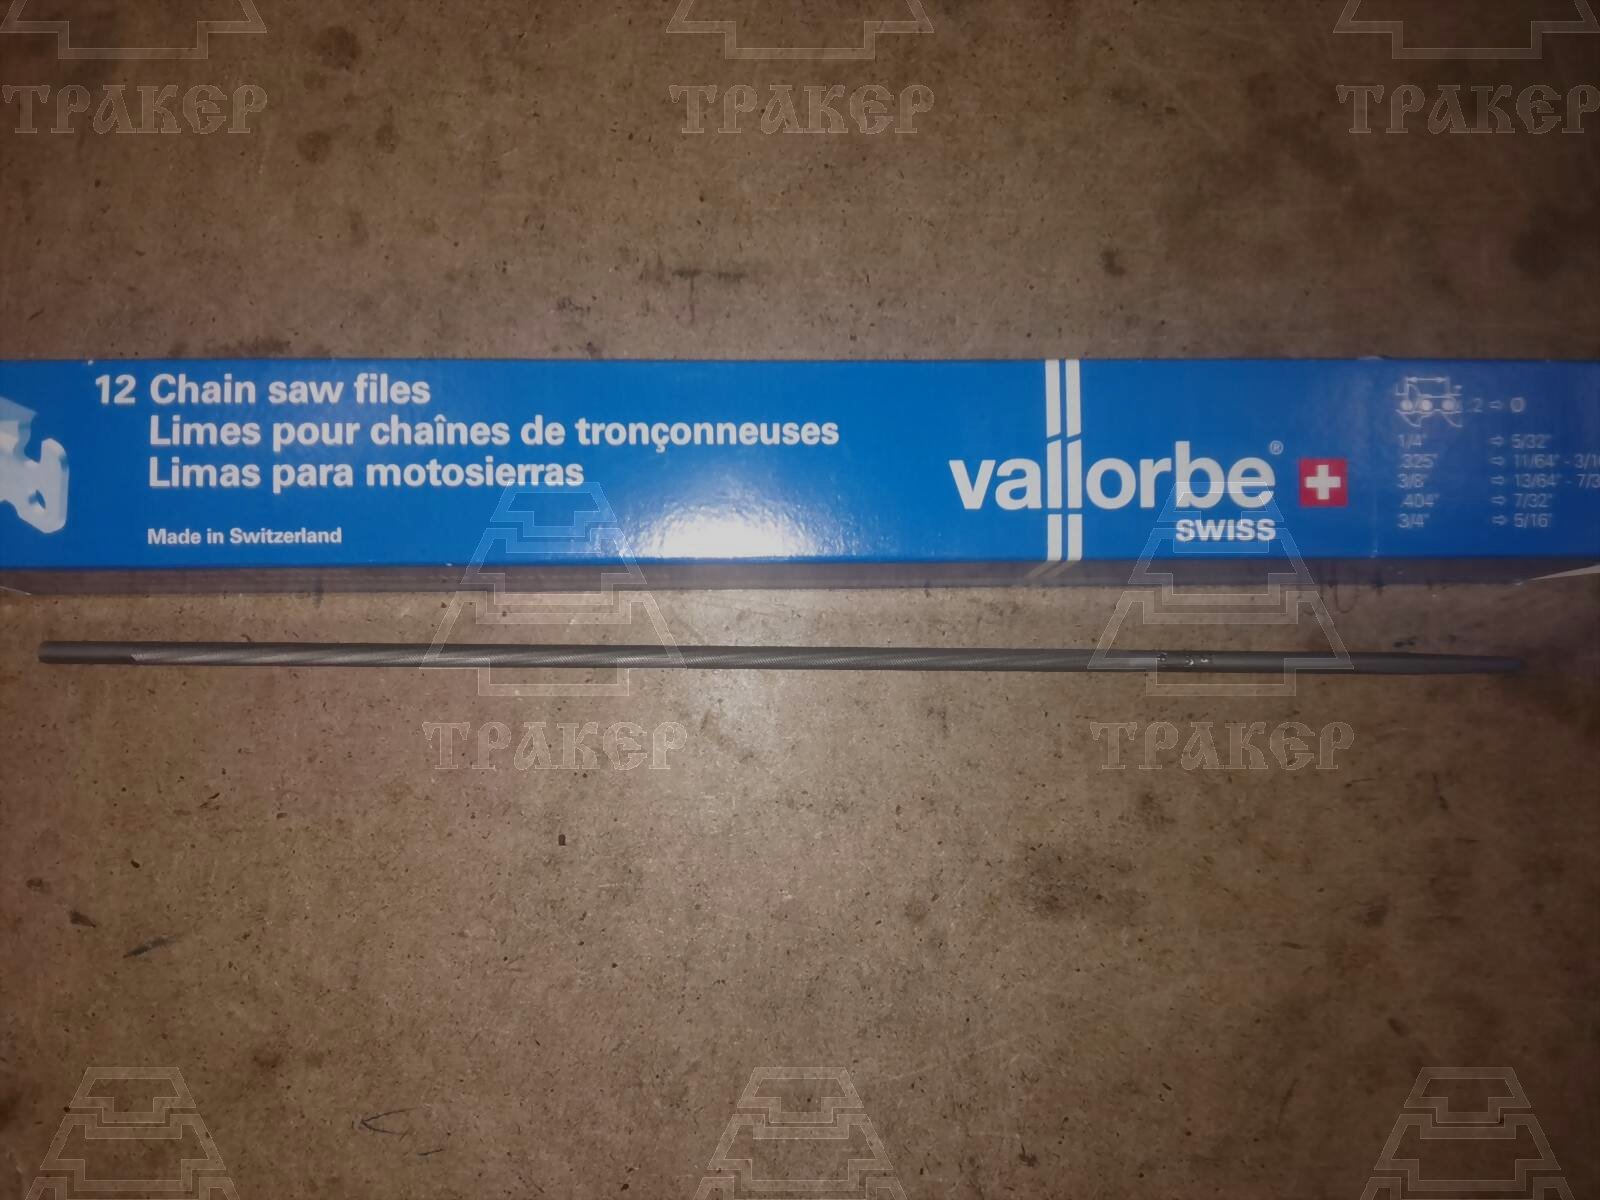 ТРАКЕР ТРАКЕР ТРАКЕР
12 Chain saw files
Limes pour chaînes de tronçonneuses
Limas para motosierras
Made in Switzerland
vallorbe®
SWISS
:2 ⇨ Ø
1/4" ⇨ 5/32"
.325" ⇨ 11/64" -
3/8" ⇨ 13/64" -
.404" ⇨ 7/32"
3/4" ⇨ 5/16"
ТРАКЕР ТРАКЕР